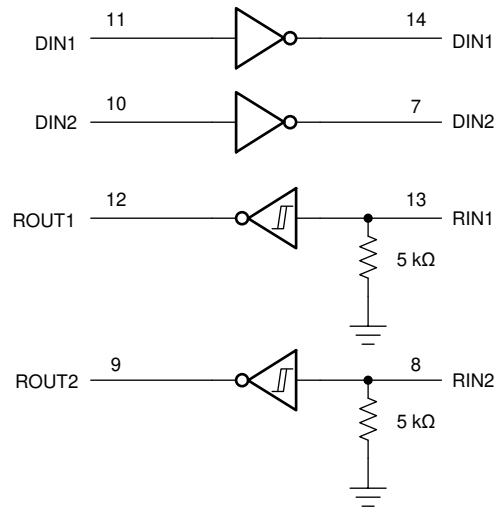 11 14
DIN1 DIN1
10 7
DIN2 DIN2
12 13
ROUT1 RIN1
5 kΩ
9 8
ROUT2 RIN2
5 kΩ